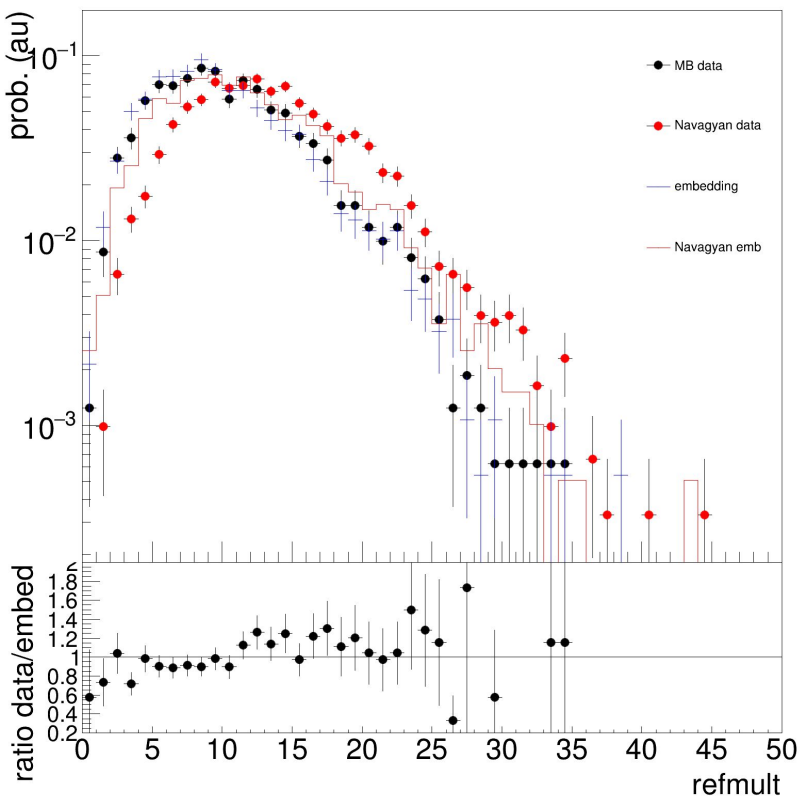 prob. (au)
10⁻¹
10⁻²
10⁻³
MB data
Navagyan data
embedding
Navagyan emb
ratio data/embed
2
1.8
1.6
1.4
1.2
1
0.8
0.6
0.4
0.2
0 5 10 15 20 25 30 35 40 45 50
refmult